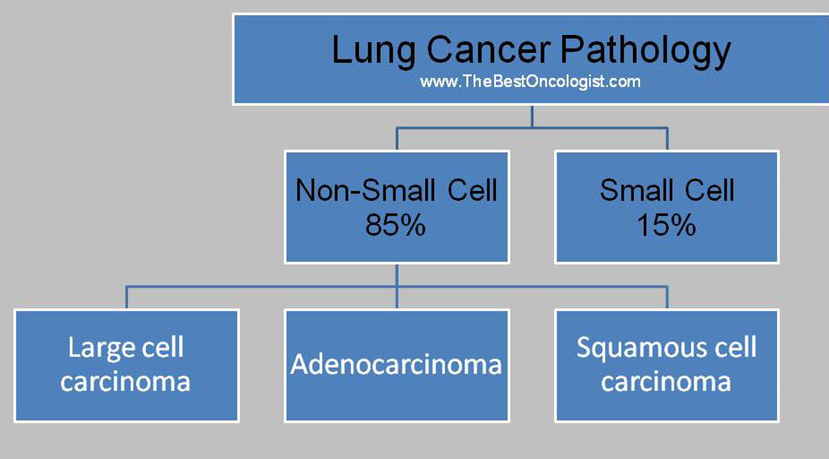 Lung Cancer Pathology
www.TheBestOncologist.com
Non-Small Cell
85%
Small Cell
15%
Large cell
carcinoma
Adenocarcinoma
Squamous cell
carcinoma